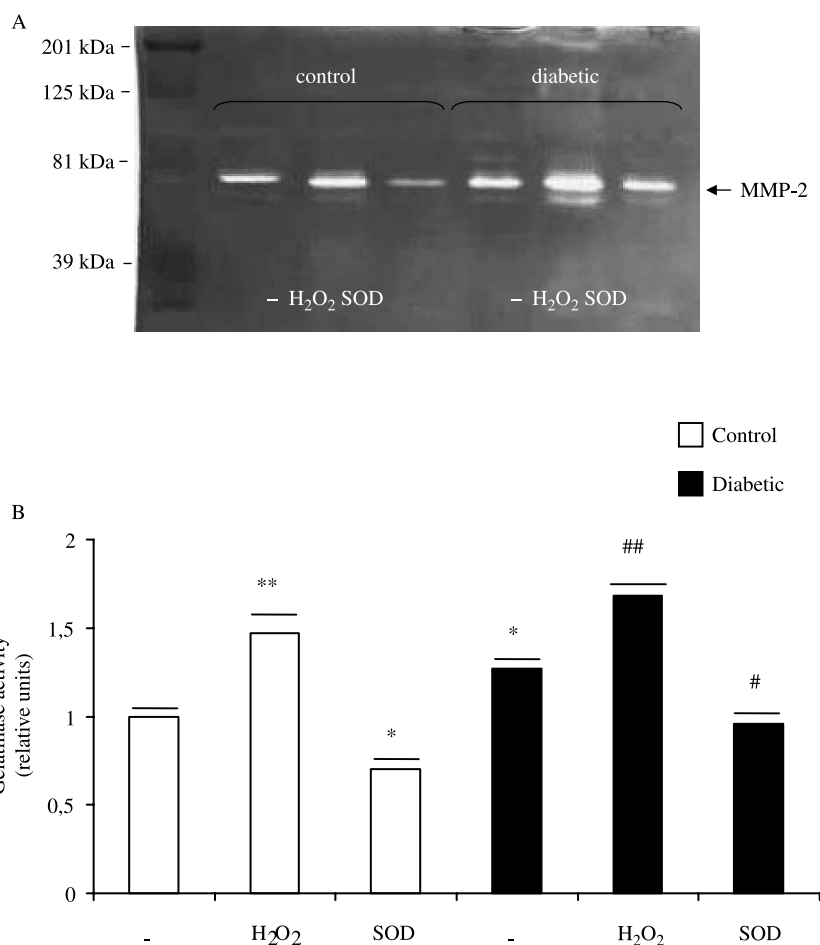 A
201 kDa
125 kDa
81 kDa
39 kDa
control diabetic
MMP-2
– H₂O₂ SOD – H₂O₂ SOD
Control
Diabetic
B
activity
(relative units)
2
1,5
1
0,5
0
** * * ## #
- H₂O₂ SOD - H₂O₂ SOD